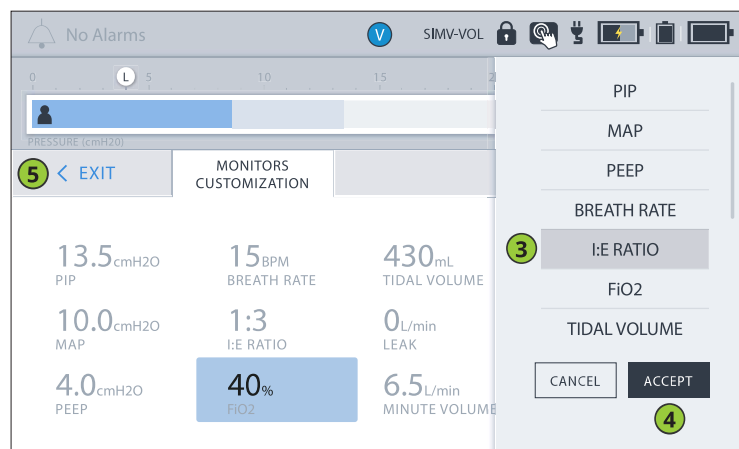 No Alarms
V SIMV-VOL
0 L 5 10 15 2
PRESSURE (cmH20)
5 < EXIT
MONITORS
CUSTOMIZATION
13.5cmH2O
PIP
15BPM
BREATH RATE
430mL
TIDAL VOLUME
10.0cmH2O
MAP
1:3
I:E RATIO
0L/min
LEAK
4.0cmH2O
PEEP
40%
FiO2
6.5L/min
MINUTE VOLUME
PIP
MAP
PEEP
BREATH RATE
3 I:E RATIO
FiO2
TIDAL VOLUME
CANCEL ACCEPT
4